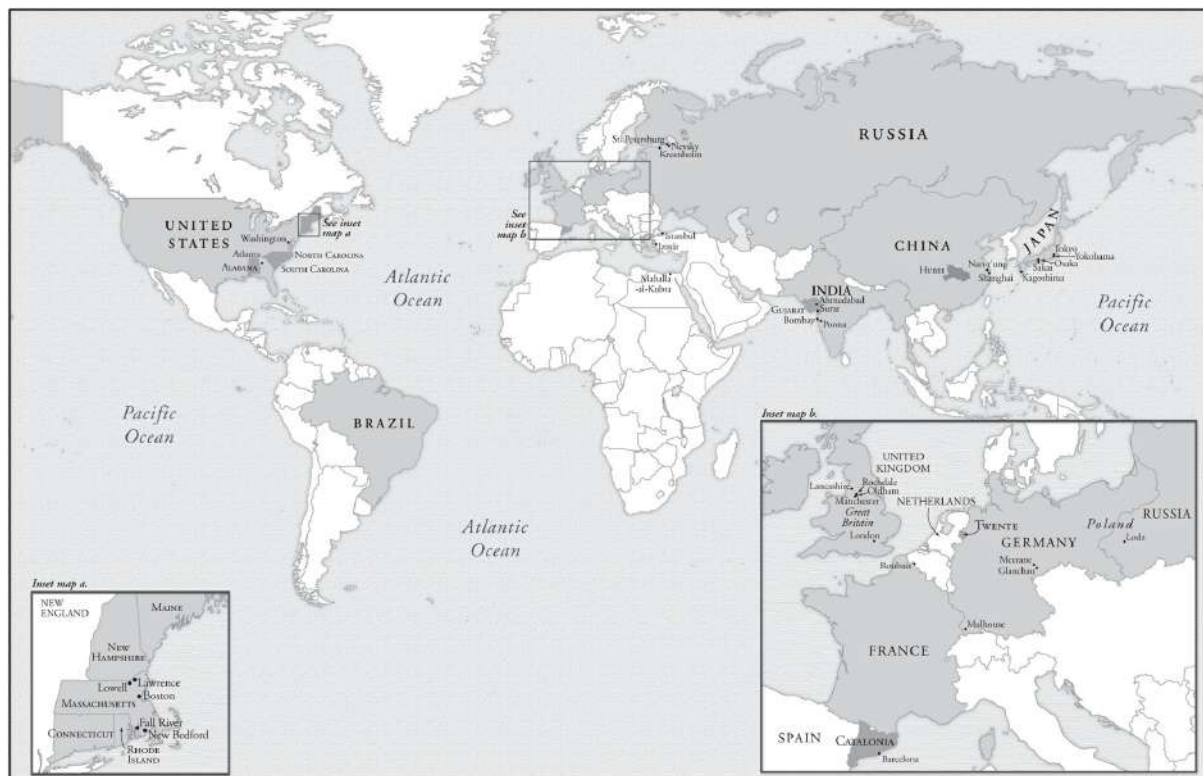 RUSSIA
St. Petersburg
Nevsky
Kreenholm
See
inset
map b
UNITED
STATES
See inset
map a
Washington
Atlanta
ALABAMA
NORTH CAROLINA
SOUTH CAROLINA
Atlantic
Ocean
Istanbul
Izmir
Mahalla
-al-Kubra
CHINA
HUBEI
JAPAN
Tokyo
Yokohama
Osaka
Sakai
Kagoshima
Shanghai
INDIA
Ahmedabad
GUJARAT
Surat
Bombay
Poona
Pacific
Ocean
Pacific
Ocean
BRAZIL
Atlantic
Ocean
Inset map a.
NEW
ENGLAND
MAINE
NEW
HAMPSHIRE
Lowell
Lawrence
MASSACHUSETTS
Boston
Fall River
CONNECTICUT
New Bedford
RHODE
ISLAND
Inset map b.
UNITED
KINGDOM
Lancashire
Rochdale
Oldham
Manchester
Great
Britain
London
NETHERLANDS
TWENTE
GERMANY
Poland
RUSSIA
Lodz
Roubaix
Meerane
Glauchau
Mulhouse
FRANCE
SPAIN
CATALONIA
Barcelona